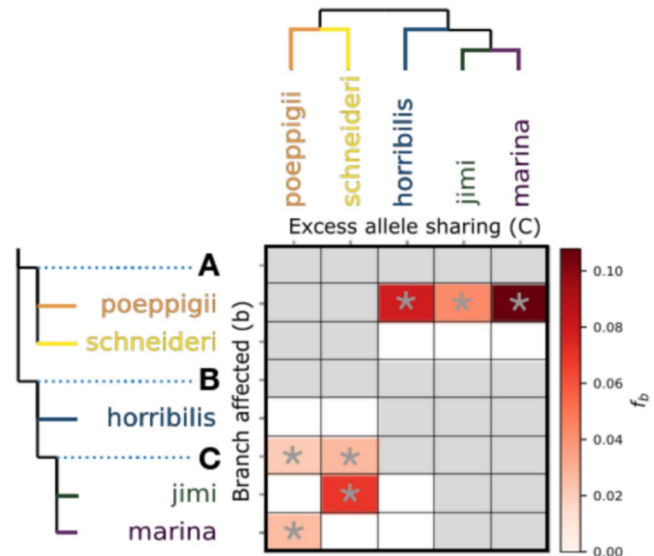 poeppigii
schneideri
horribilis
jimi
marina
Excess allele sharing (C)
Branch affected (b)
A
poeppigii
schneideri
B
horribilis
C
jimi
marina
*
*
*
*
*
*
*
0.10
0.08
0.06
0.04
0.02
0.00
f_b